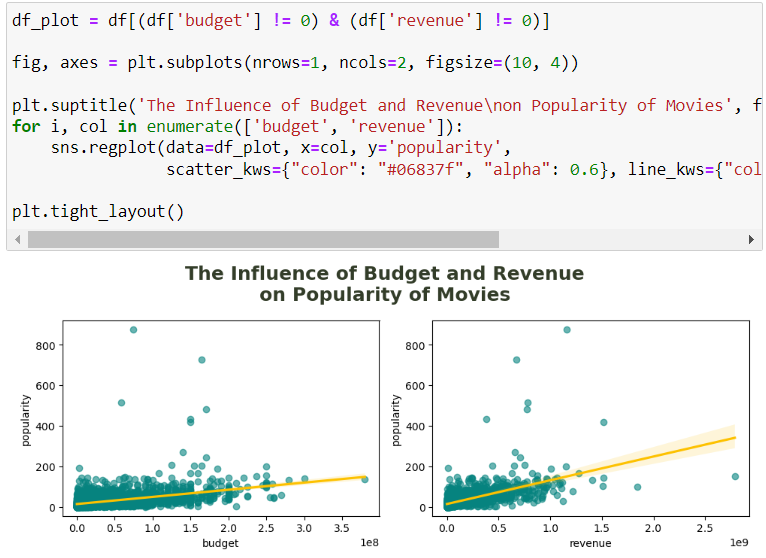 df_plot = df[(df['budget'] != 0) & (df['revenue'] != 0)]
fig, axes = plt.subplots(nrows=1, ncols=2, figsize=(10, 4))
plt.suptitle('The Influence of Budget and Revenue\non Popularity of Movies', f
for i, col in enumerate(['budget', 'revenue']):
    sns.regplot(data=df_plot, x=col, y='popularity',
                scatter_kws={"color": "#06837f", "alpha": 0.6}, line_kws={"col
plt.tight_layout()
The Influence of Budget and Revenue
on Popularity of Movies
popularity
800
600
400
200
0
0.0 0.5 1.0 1.5 2.0 2.5 3.0 3.5
1e8
budget
popularity
800
600
400
200
0
0.0 0.5 1.0 1.5 2.0 2.5
1e9
revenue